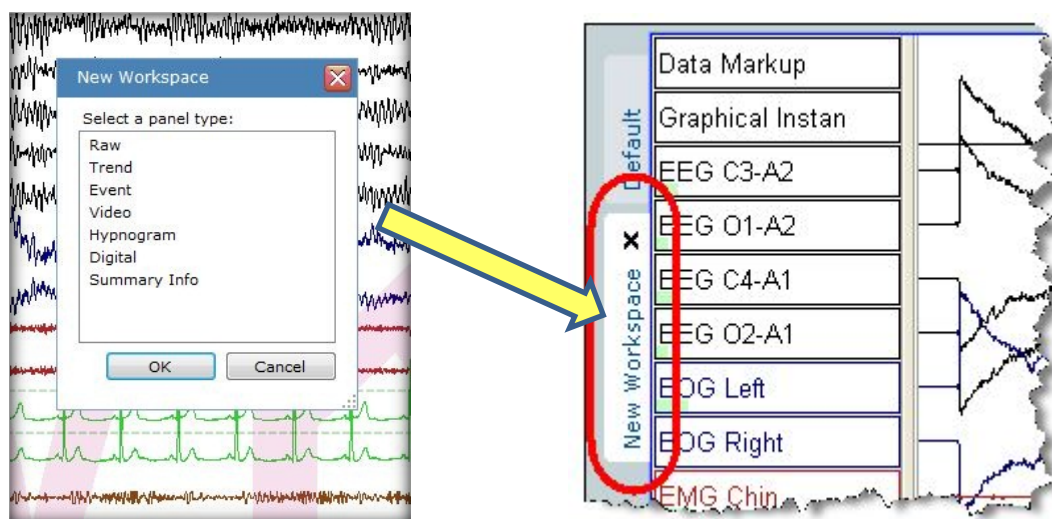 New Workspace
Select a panel type:
Raw
Trend
Event
Video
Hypnogram
Digital
Summary Info
OK
Cancel
Default
New Workspace
Data Markup
Graphical Instan
EEG C3-A2
EEG O1-A2
EEG C4-A1
EEG O2-A1
EOG Left
EOG Right
EMG Chin